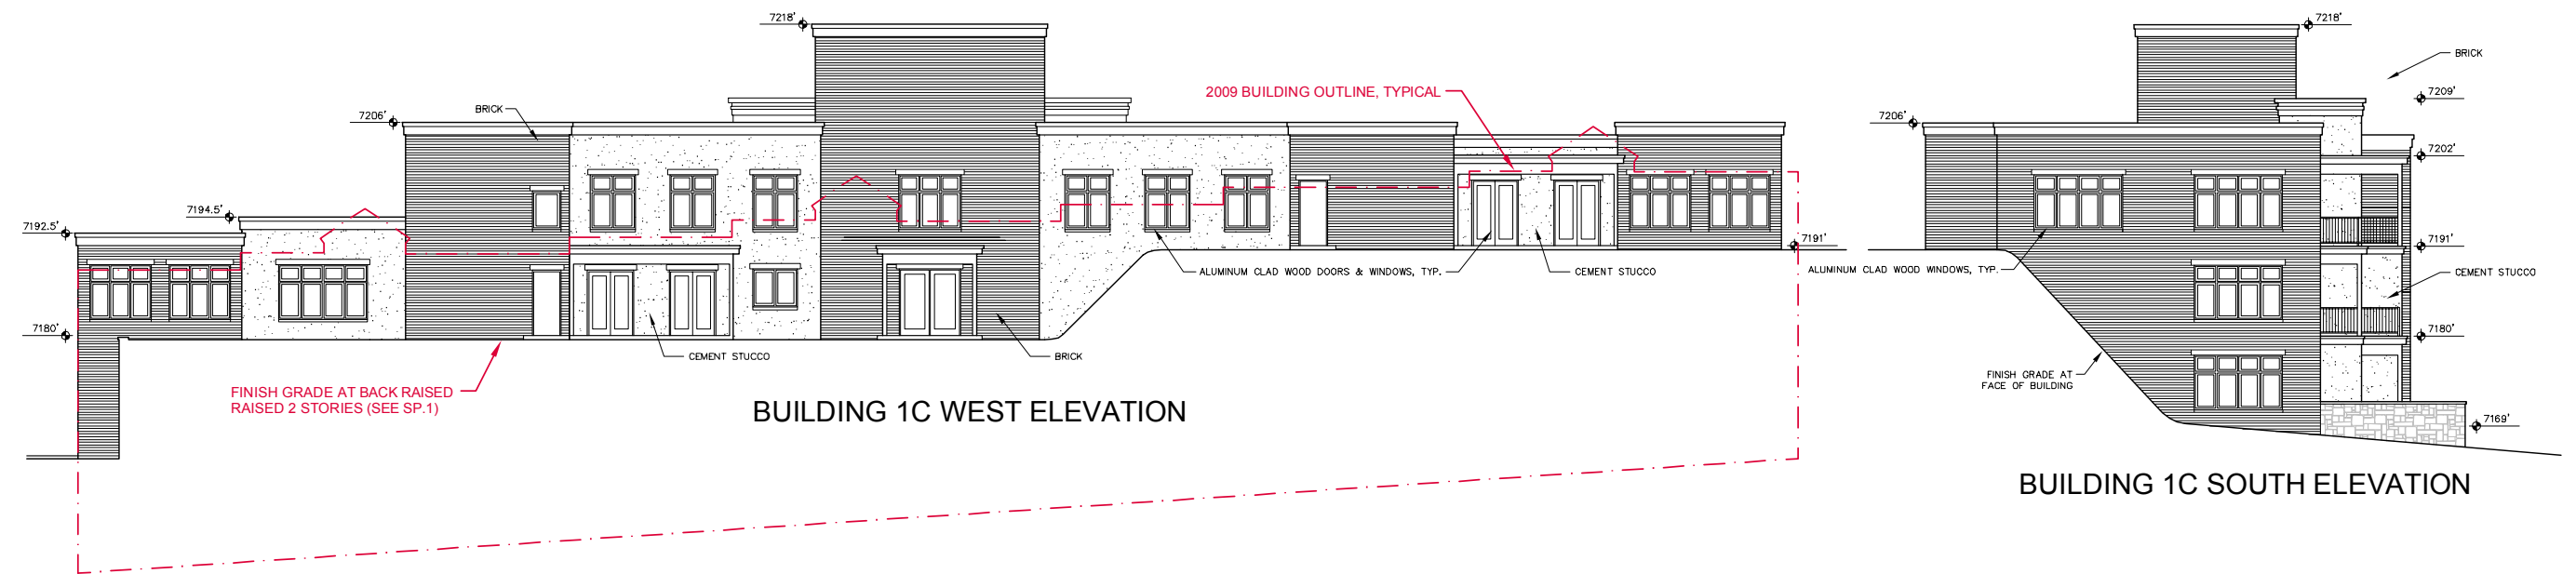 7218'
BRICK
7206'
2009 BUILDING OUTLINE, TYPICAL
7194.5'
7192.5'
7191'
ALUMINUM CLAD WOOD DOORS & WINDOWS, TYP.
CEMENT STUCCO
7180'
CEMENT STUCCO
BRICK
FINISH GRADE AT BACK RAISED
RAISED 2 STORIES (SEE SP.1)
BUILDING 1C WEST ELEVATION
7218'
BRICK
7209'
7206'
7202'
7191'
ALUMINUM CLAD WOOD WINDOWS, TYP.
CEMENT STUCCO
7180'
FINISH GRADE AT
FACE OF BUILDING
7169'
BUILDING 1C SOUTH ELEVATION